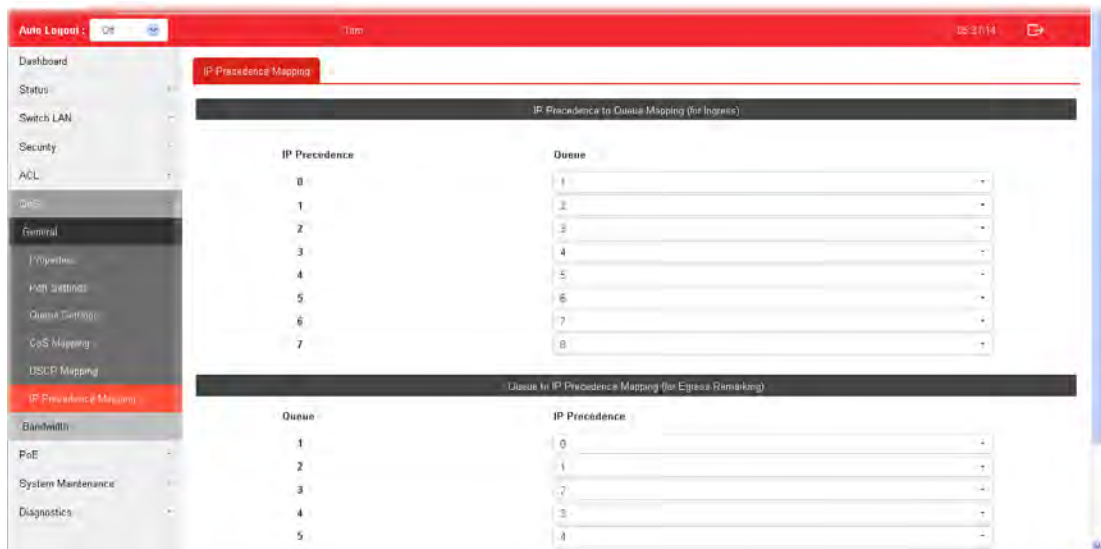 Auto Logout : Off
05:37:14
Dashboard
Status
Switch LAN
Security
ACL
QoS
General
Properties
Port Settings
Queue Settings
CoS Mapping
DSCP Mapping
IP Precedence Mapping
Bandwidth
PoE
System Maintenance
Diagnostics
IP Precedence Mapping
IP Precedence to Queue Mapping (for Ingress)
IP Precedence Queue
0 1
1 2
2 3
3 4
4 5
5 6
6 7
7 8
Queue to IP Precedence Mapping (for Egress Remarking)
Queue IP Precedence
1 0
2 1
3 2
4 3
5 4